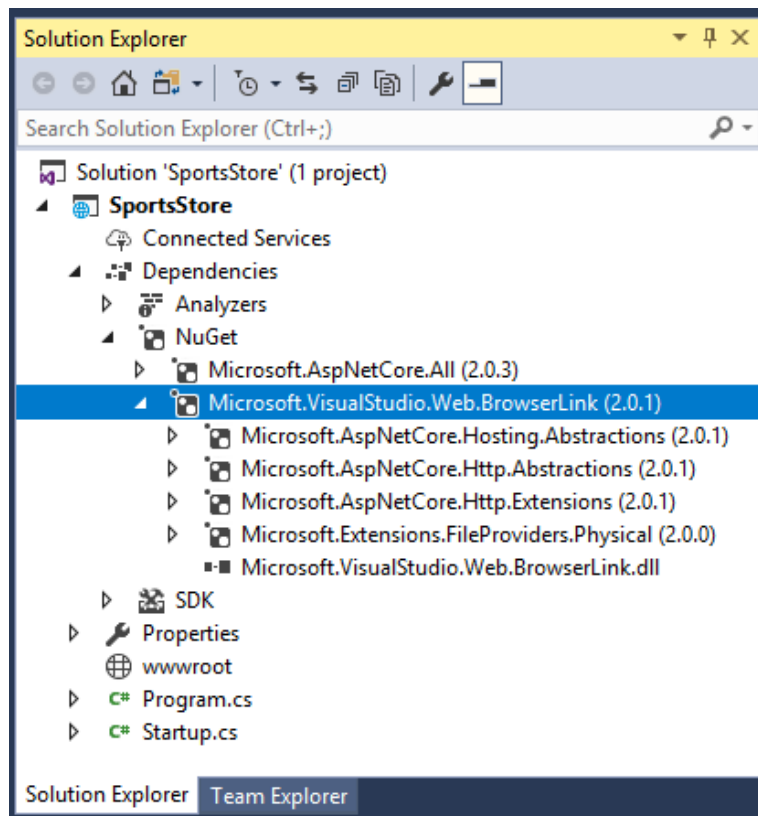 Solution Explorer
Search Solution Explorer (Ctrl+;)
Solution 'SportsStore' (1 project)
SportsStore
Connected Services
Dependencies
Analyzers
NuGet
Microsoft.AspNetCore.All (2.0.3)
Microsoft.VisualStudio.Web.BrowserLink (2.0.1)
Microsoft.AspNetCore.Hosting.Abstractions (2.0.1)
Microsoft.AspNetCore.Http.Abstractions (2.0.1)
Microsoft.AspNetCore.Http.Extensions (2.0.1)
Microsoft.Extensions.FileProviders.Physical (2.0.0)
Microsoft.VisualStudio.Web.BrowserLink.dll
SDK
Properties
wwwroot
C# Program.cs
C# Startup.cs
Solution Explorer Team Explorer